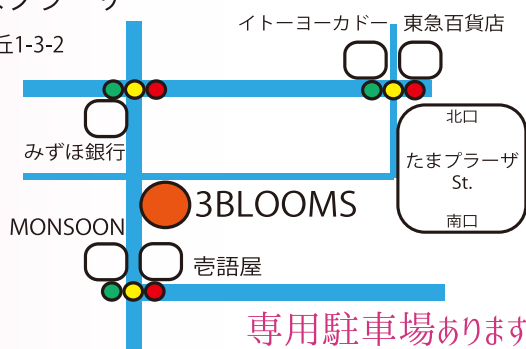 丘1-3-2
イトーヨーカドー 東急百貨店
みずほ銀行
北口
たまプラーザ
St.
南口
3BLOOMS
MONSOON
壱語屋
専用駐車場あります